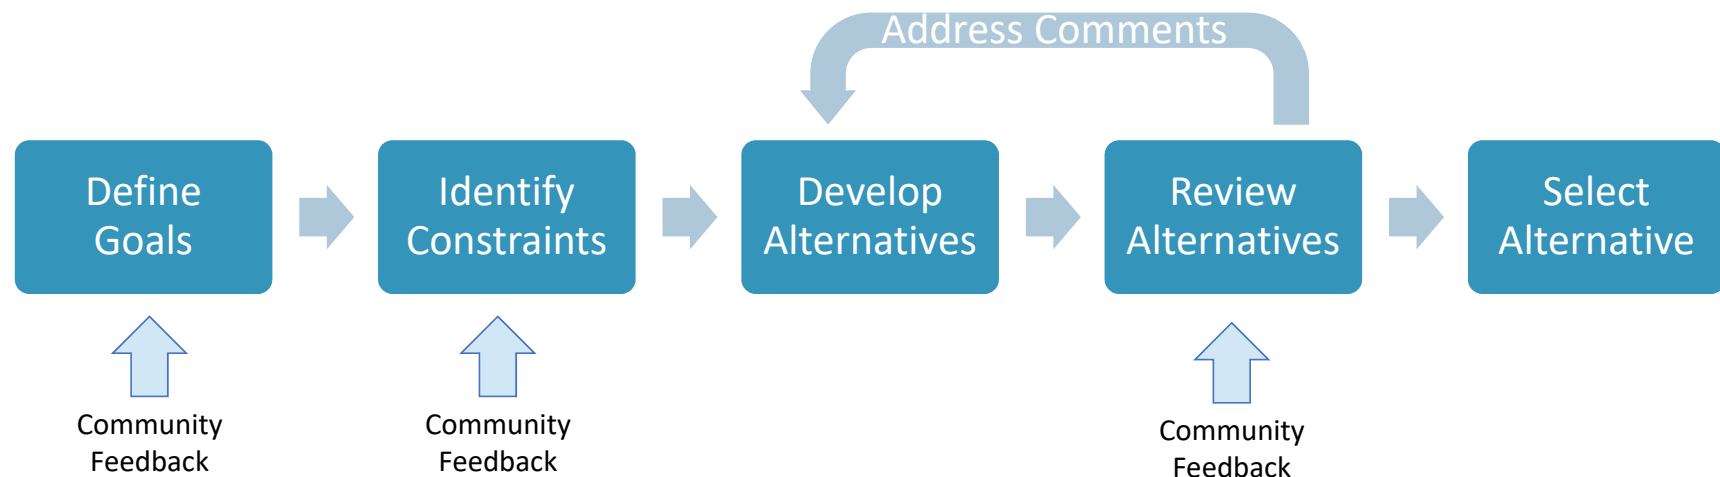 Address Comments
Define
Goals
Identify
Constraints
Develop
Alternatives
Review
Alternatives
Select
Alternative
Community
Feedback
Community
Feedback
Community
Feedback